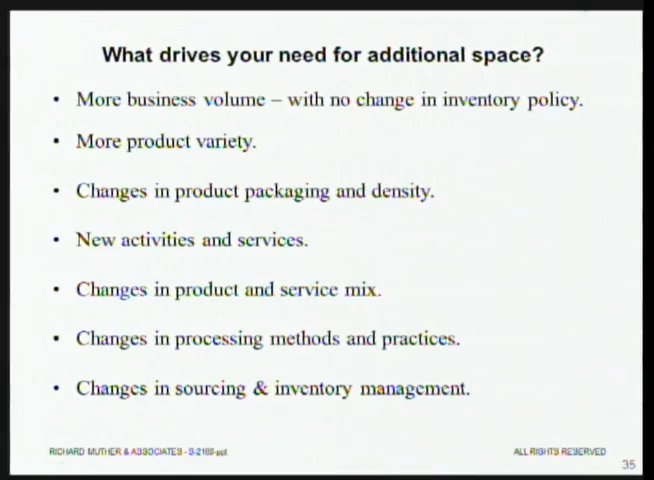 What drives your need for additional space?
• More business volume – with no change in inventory policy.
• More product variety.
• Changes in product packaging and density.
• New activities and services.
• Changes in product and service mix.
• Changes in processing methods and practices.
• Changes in sourcing & inventory management.
RICHARD MUTHER & ASSOCIATES - S-2165-ppt
ALL RIGHTS RESERVED
35